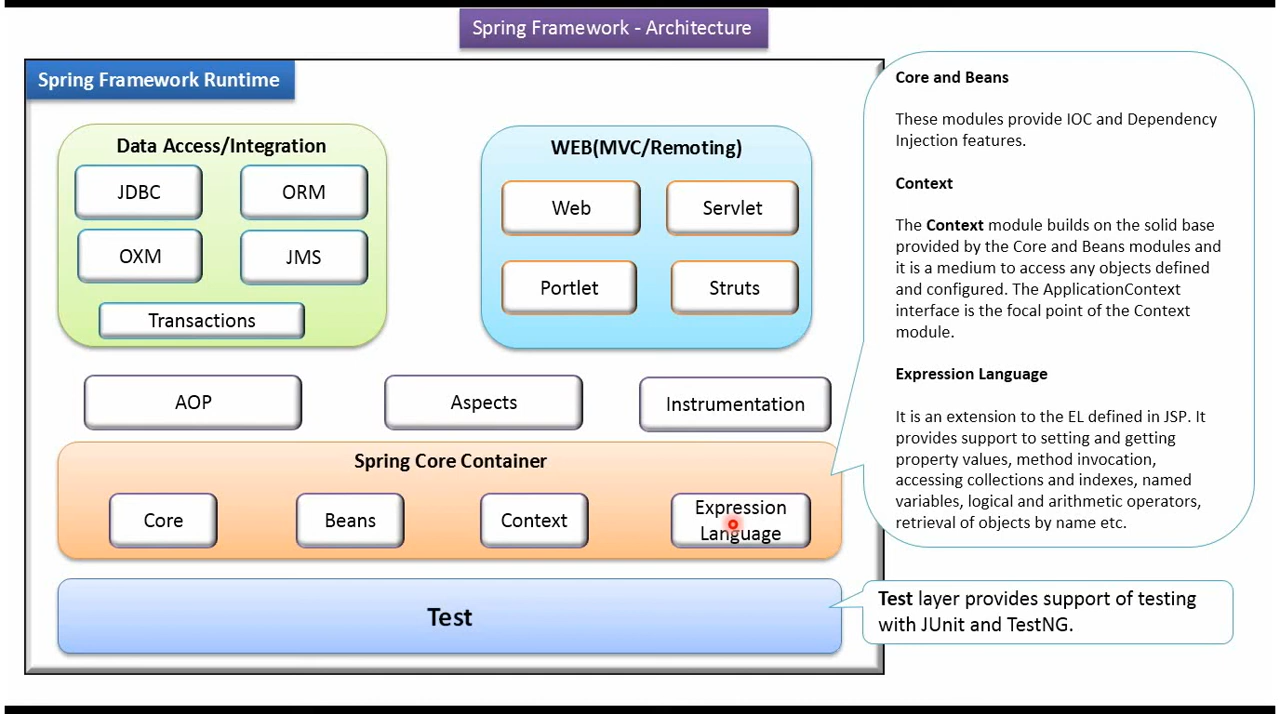 Spring Framework - Architecture
Spring Framework Runtime
Data Access/Integration
JDBC
ORM
OXM
JMS
Transactions
WEB(MVC/Remoting)
Web
Servlet
Portlet
Struts
AOP
Aspects
Instrumentation
Spring Core Container
Core
Beans
Context
Expression
Language
Test
Core and Beans
These modules provide IOC and Dependency
Injection features.
Context
The Context module builds on the solid base
provided by the Core and Beans modules and
it is a medium to access any objects defined
and configured. The ApplicationContext
interface is the focal point of the Context
module.
Expression Language
It is an extension to the EL defined in JSP. It
provides support to setting and getting
property values, method invocation,
accessing collections and indexes, named
variables, logical and arithmetic operators,
retrieval of objects by name etc.
Test layer provides support of testing
with JUnit and TestNG.